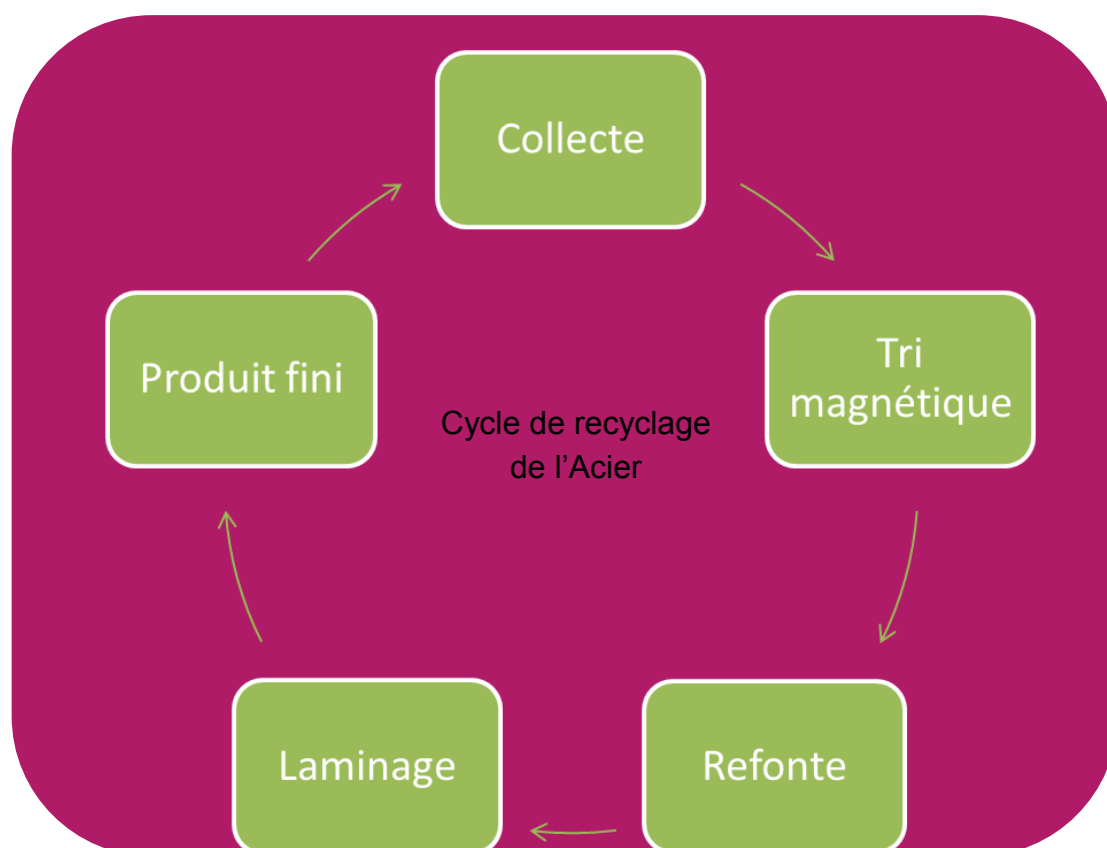 Collecte
Tri
magnétique
Refonte
Laminage
Produit fini
Cycle de recyclage
de l’Acier